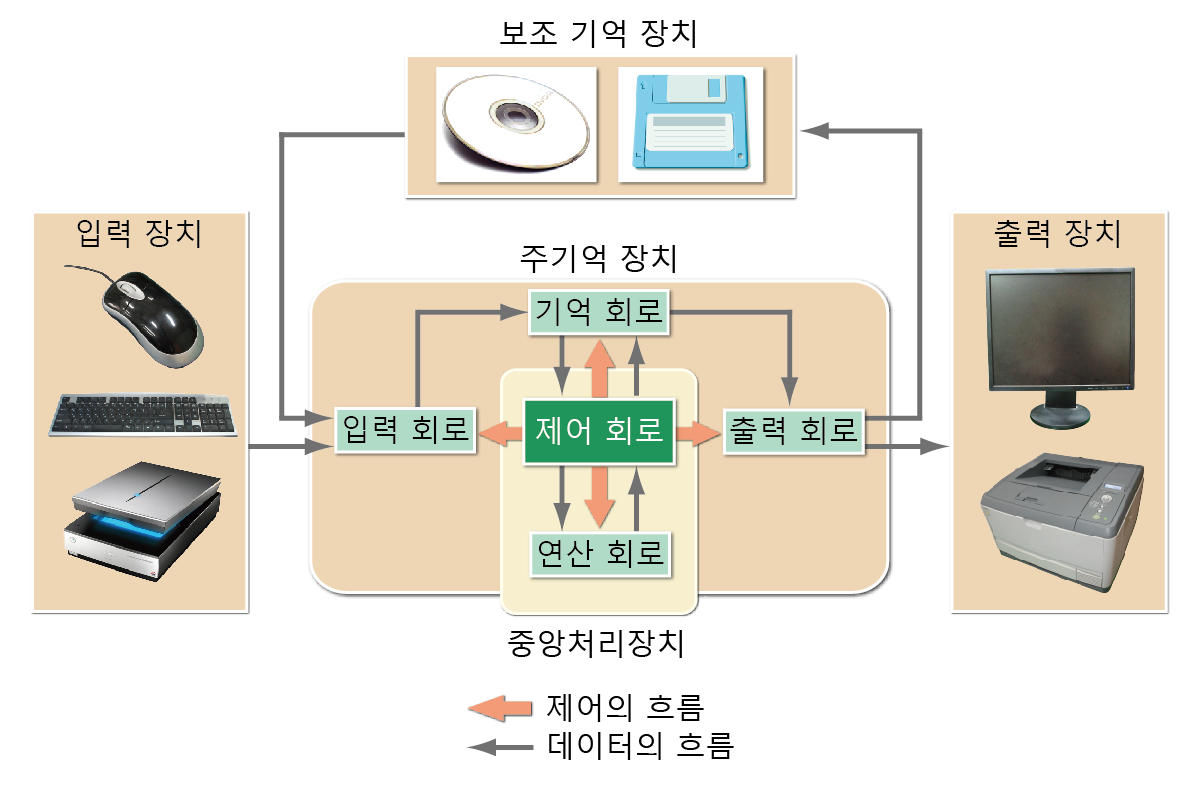 보조 기억 장치
입력 장치
주기억 장치
출력 장치
기억 회로
입력 회로
제어 회로
출력 회로
연산 회로
중앙처리장치
제어의 흐름
데이터의 흐름